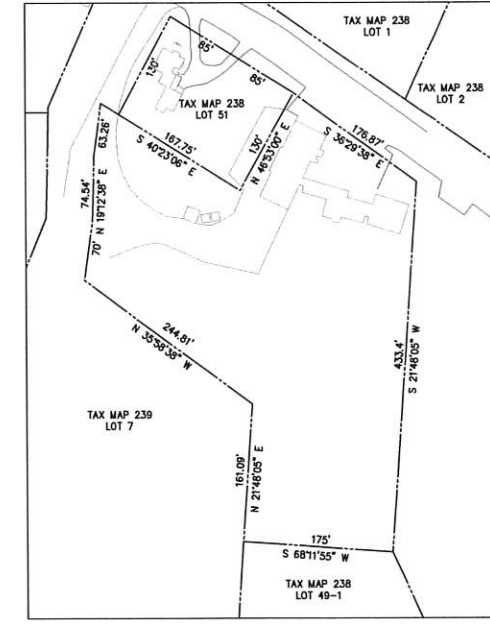 TAX MAP 238
LOT 1
TAX MAP 238
LOT 2
85'
85'
130'
TAX MAP 238
LOT 51
176.87'
S 36°29'38" E
63.26'
167.75'
S 40°23'06" E
130'
N 46°53'00" E
74.54'
N 19°12'38" E
70'
244.81'
N 35°58'38" W
433.4'
S 21°48'05" W
TAX MAP 239
LOT 7
161.09'
N 21°48'05" E
175'
S 68°11'55" W
TAX MAP 238
LOT 49-1